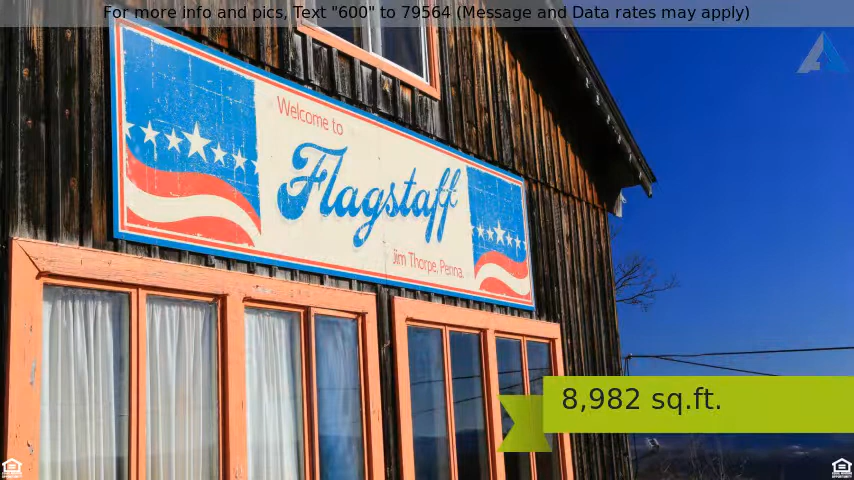 For more info and pics, Text "600" to 79564 (Message and Data rates may apply)
Welcome to
Flagstaff
Jim Thorpe, Penna.
8,982 sq.ft.